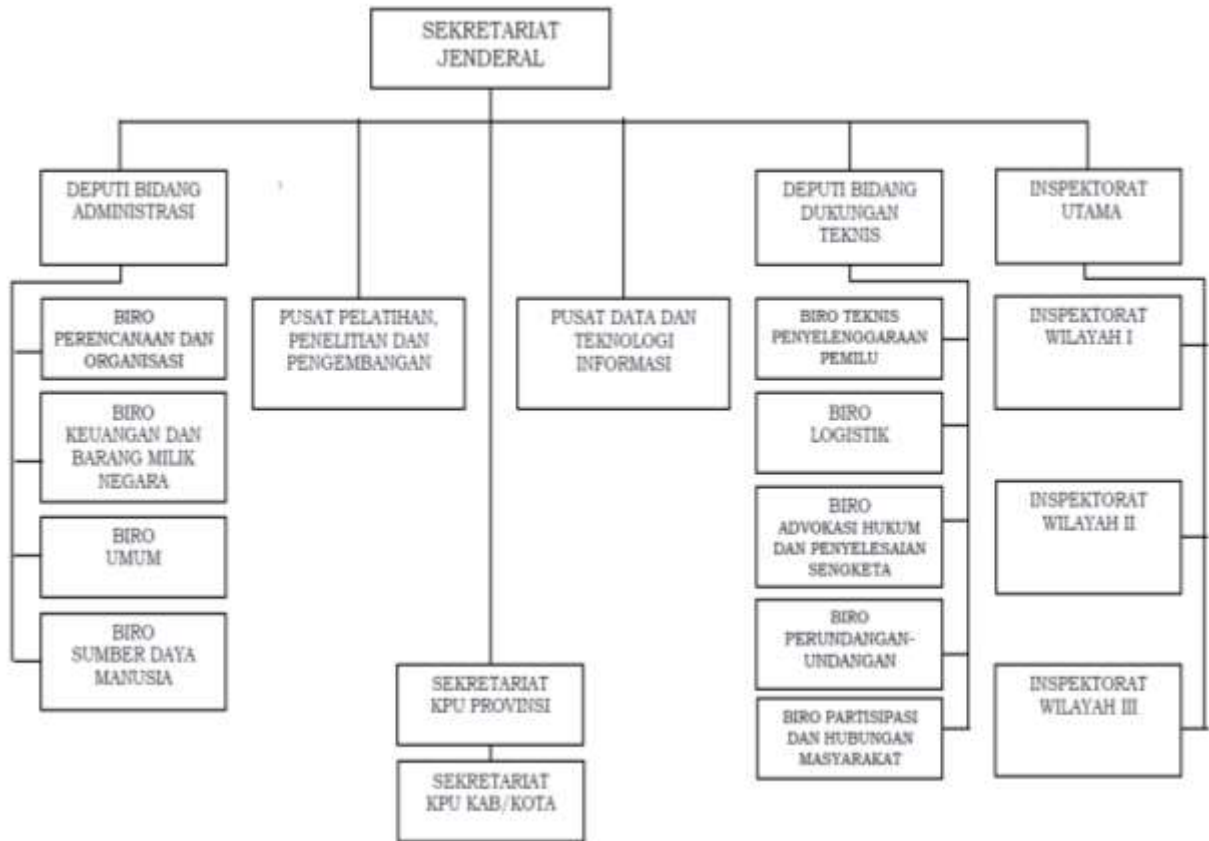 SEKRETARIAT
JENDERAL
DEPUTI BIDANG
ADMINISTRASI
DEPUTI BIDANG
DUKUNGAN
TEKNIS
INSPEKTORAT
UTAMA
BIRO
PERENCANAAN DAN
ORGANISASI
BIRO
KEUANGAN DAN
BARANG MILIK
NEGARA
BIRO
UMUM
BIRO
SUMBER DAYA
MANUSIA
PUSAT PELATIHAN,
PENELITIAN DAN
PENGEMBANGAN
PUSAT DATA DAN
TEKNOLOGI
INFORMASI
SEKRETARIAT
KPU PROVINSI
SEKRETARIAT
KPU KAB/KOTA
BIRO TEKNIS
PENYELENGGARAAN
PEMILU
BIRO
LOGISTIK
BIRO
ADVOKASI HUKUM
DAN PENYELESAIAN
SENGKETA
BIRO
PERUNDANGAN-
UNDANGAN
BIRO PARTISIPASI
DAN HUBUNGAN
MASYARAKAT
INSPEKTORAT
WILAYAH I
INSPEKTORAT
WILAYAH II
INSPEKTORAT
WILAYAH III